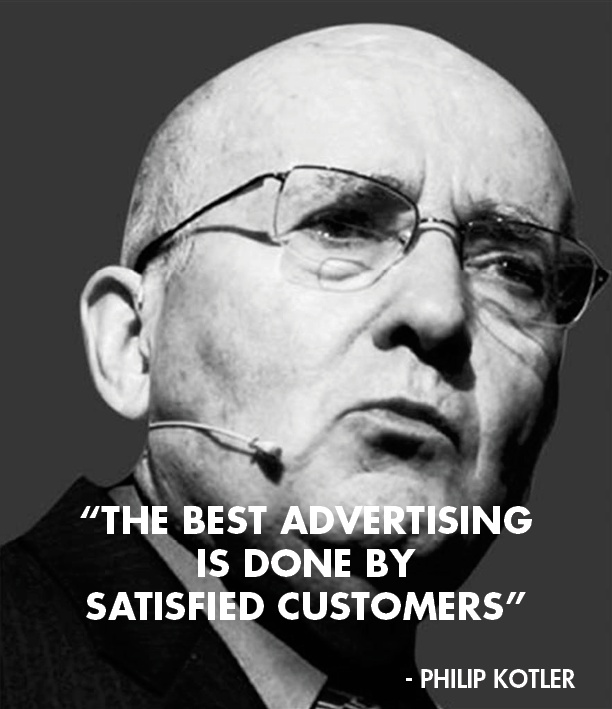 “THE BEST ADVERTISING
IS DONE BY
SATISFIED CUSTOMERS”
- PHILIP KOTLER